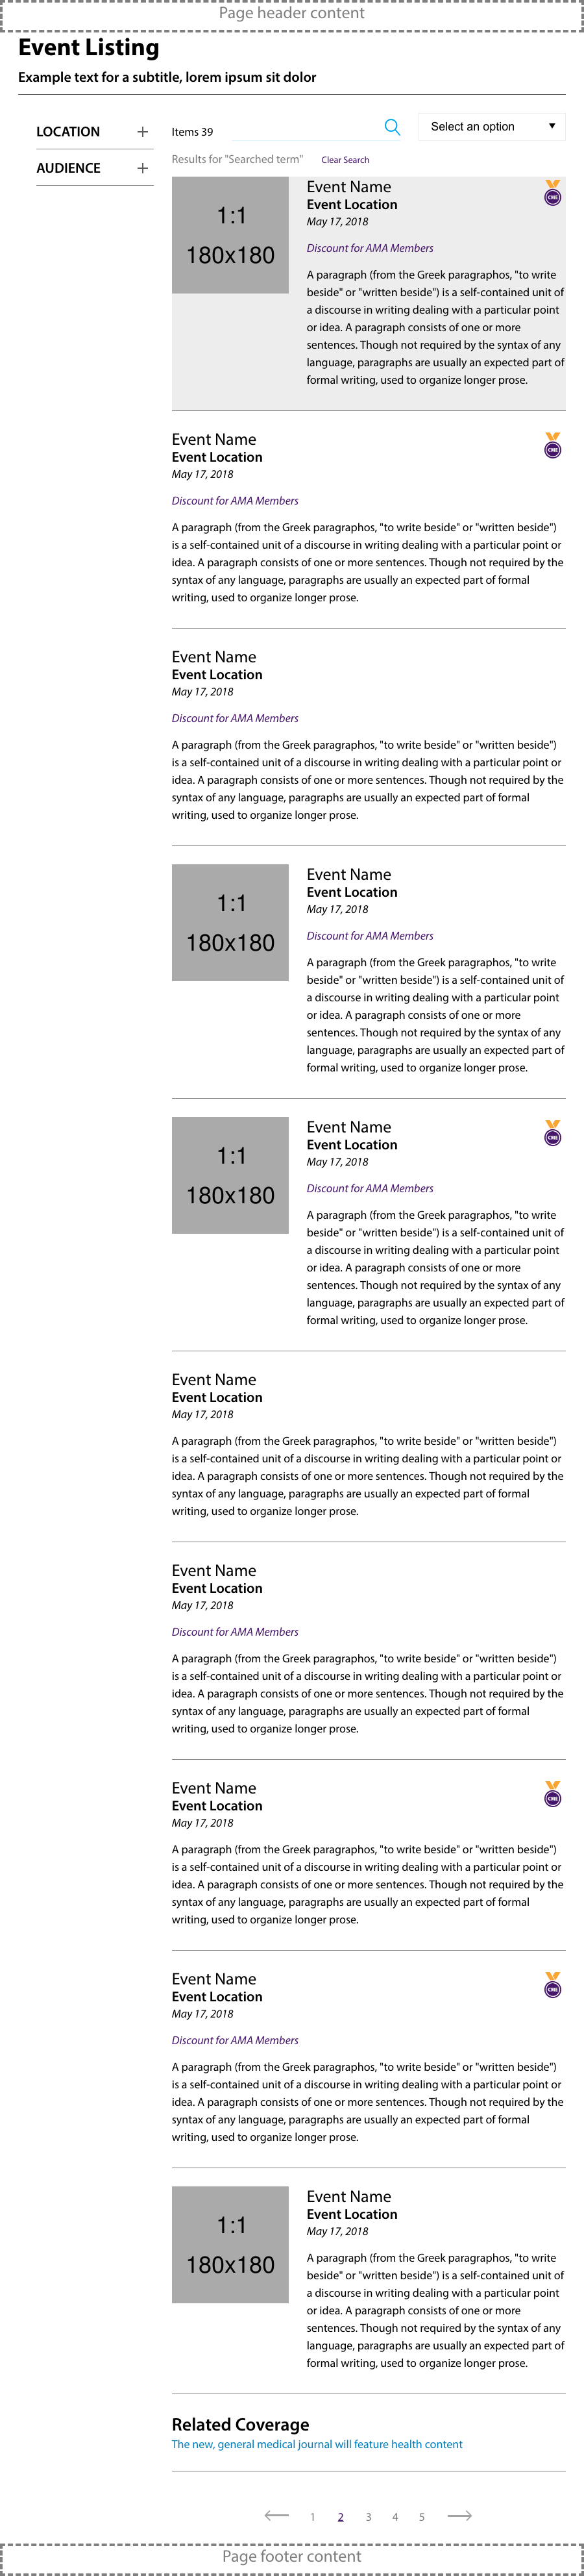 Page header content
Event Listing
Example text for a subtitle, lorem ipsum sit dolor
LOCATION
AUDIENCE
Items 39
Select an option
Results for "Searched term" Clear Search
1:1
180x180
Event Name
Event Location
May 17, 2018
CME
Discount for AMA Members
A paragraph (from the Greek paragraphos, "to write
beside" or "written beside") is a self-contained unit of
a discourse in writing dealing with a particular point
or idea. A paragraph consists of one or more
sentences. Though not required by the syntax of any
language, paragraphs are usually an expected part of
formal writing, used to organize longer prose.
Event Name
Event Location
May 17, 2018
CME
Discount for AMA Members
A paragraph (from the Greek paragraphos, "to write beside" or "written beside")
is a self-contained unit of a discourse in writing dealing with a particular point or
idea. A paragraph consists of one or more sentences. Though not required by the
syntax of any language, paragraphs are usually an expected part of formal
writing, used to organize longer prose.
Event Name
Event Location
May 17, 2018
Discount for AMA Members
A paragraph (from the Greek paragraphos, "to write beside" or "written beside")
is a self-contained unit of a discourse in writing dealing with a particular point or
idea. A paragraph consists of one or more sentences. Though not required by the
syntax of any language, paragraphs are usually an expected part of formal
writing, used to organize longer prose.
1:1
180x180
Event Name
Event Location
May 17, 2018
Discount for AMA Members
A paragraph (from the Greek paragraphos, "to write
beside" or "written beside") is a self-contained unit of
a discourse in writing dealing with a particular point
or idea. A paragraph consists of one or more
sentences. Though not required by the syntax of any
language, paragraphs are usually an expected part of
formal writing, used to organize longer prose.
1:1
180x180
Event Name
Event Location
May 17, 2018
CME
Discount for AMA Members
A paragraph (from the Greek paragraphos, "to write
beside" or "written beside") is a self-contained unit of
a discourse in writing dealing with a particular point
or idea. A paragraph consists of one or more
sentences. Though not required by the syntax of any
language, paragraphs are usually an expected part of
formal writing, used to organize longer prose.
Event Name
Event Location
May 17, 2018
A paragraph (from the Greek paragraphos, "to write beside" or "written beside")
is a self-contained unit of a discourse in writing dealing with a particular point or
idea. A paragraph consists of one or more sentences. Though not required by the
syntax of any language, paragraphs are usually an expected part of formal
writing, used to organize longer prose.
Event Name
Event Location
May 17, 2018
Discount for AMA Members
A paragraph (from the Greek paragraphos, "to write beside" or "written beside")
is a self-contained unit of a discourse in writing dealing with a particular point or
idea. A paragraph consists of one or more sentences. Though not required by the
syntax of any language, paragraphs are usually an expected part of formal
writing, used to organize longer prose.
Event Name
Event Location
May 17, 2018
CME
A paragraph (from the Greek paragraphos, "to write beside" or "written beside")
is a self-contained unit of a discourse in writing dealing with a particular point or
idea. A paragraph consists of one or more sentences. Though not required by the
syntax of any language, paragraphs are usually an expected part of formal
writing, used to organize longer prose.
Event Name
Event Location
May 17, 2018
CME
Discount for AMA Members
A paragraph (from the Greek paragraphos, "to write beside" or "written beside")
is a self-contained unit of a discourse in writing dealing with a particular point or
idea. A paragraph consists of one or more sentences. Though not required by the
syntax of any language, paragraphs are usually an expected part of formal
writing, used to organize longer prose.
1:1
180x180
Event Name
Event Location
May 17, 2018
A paragraph (from the Greek paragraphos, "to write
beside" or "written beside") is a self-contained unit of
a discourse in writing dealing with a particular point
or idea. A paragraph consists of one or more
sentences. Though not required by the syntax of any
language, paragraphs are usually an expected part of
formal writing, used to organize longer prose.
Related Coverage
The new, general medical journal will feature health content
1 2 3 4 5
Page footer content